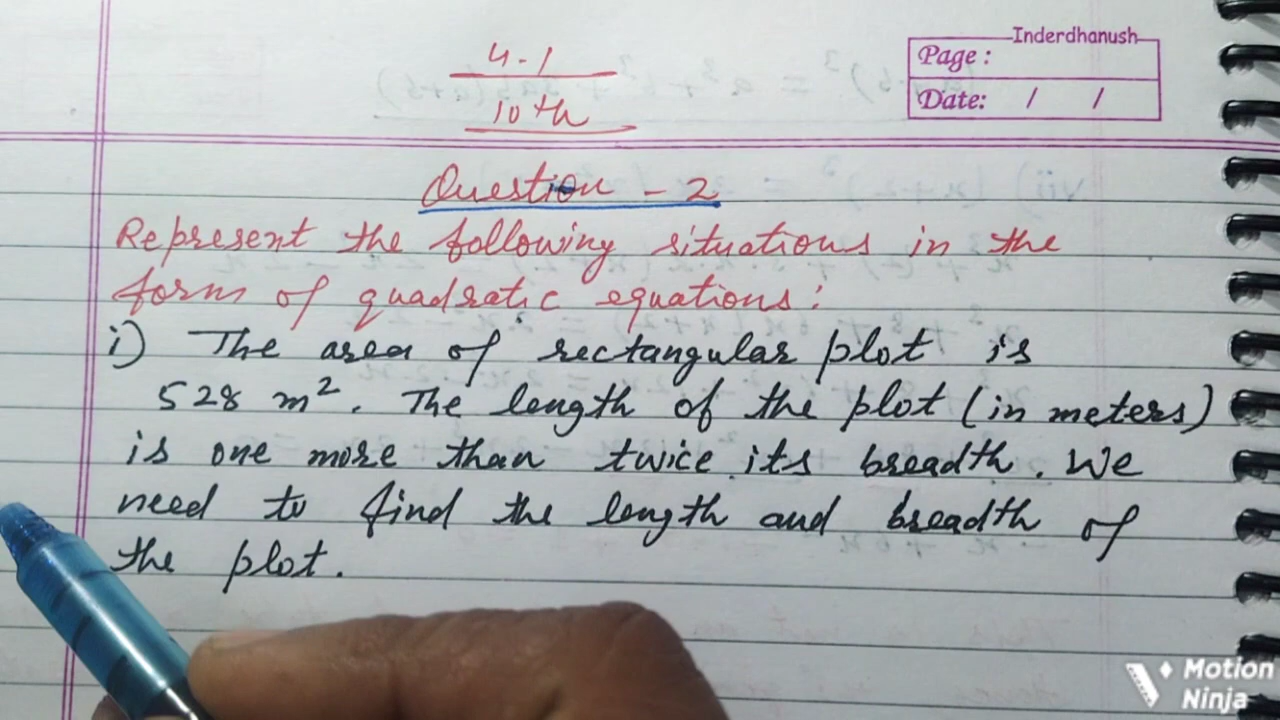 4.1
10th
Inderdhanush
Page :
Date: / /
Question - 2
Represent the following situations in the
form of quadratic equations :
i) The area of rectangular plot is
528 m². The length of the plot (in meters)
is one more than twice its breadth. We
need to find the length and breadth of
the plot.
Motion
Ninja